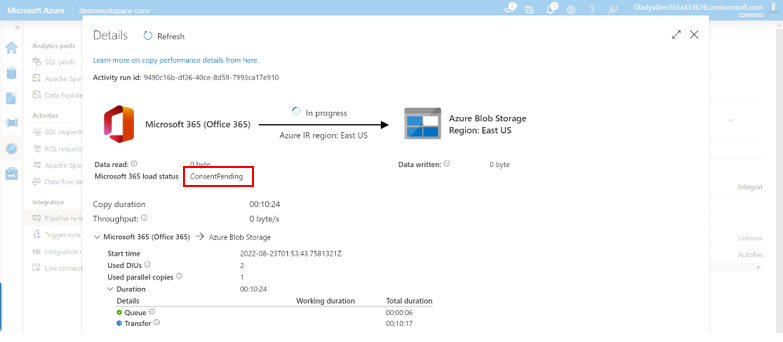 Microsoft Azure demoworkspace-conv Gladys@m365x413676.onmicrosoft.com
CONTOSO
Details Refresh
Learn more on copy performance details from here.
Activity run id: 9490c16b-df26-40ce-8d59-7993ca17e910
Analytics pools
SQL pools
Apache Spar
Data Explore
Activities
SQL request
KQL request
Apache Spa
Data flow de
Integration
Pipeline runs
Trigger runs
Integration r
Link connect
Microsoft 365 (Office 365)
In progress
Azure IR region: East US
Azure Blob Storage
Region: East US
Data read: 0 byte Data written: 0 byte
Microsoft 365 load status ConsentPending
Copy duration 00:10:24
Throughput: 0 byte/s
Microsoft 365 (Office 365) → Azure Blob Storage
Start time 2022-08-23T01:53:43.7581321Z
Used DIUs 2
Used parallel copies 1
Duration 00:10:24
Details Working duration Total duration
Queue 00:00:06
Transfer 00:10:17
Integrat
Unknow
AutoRes